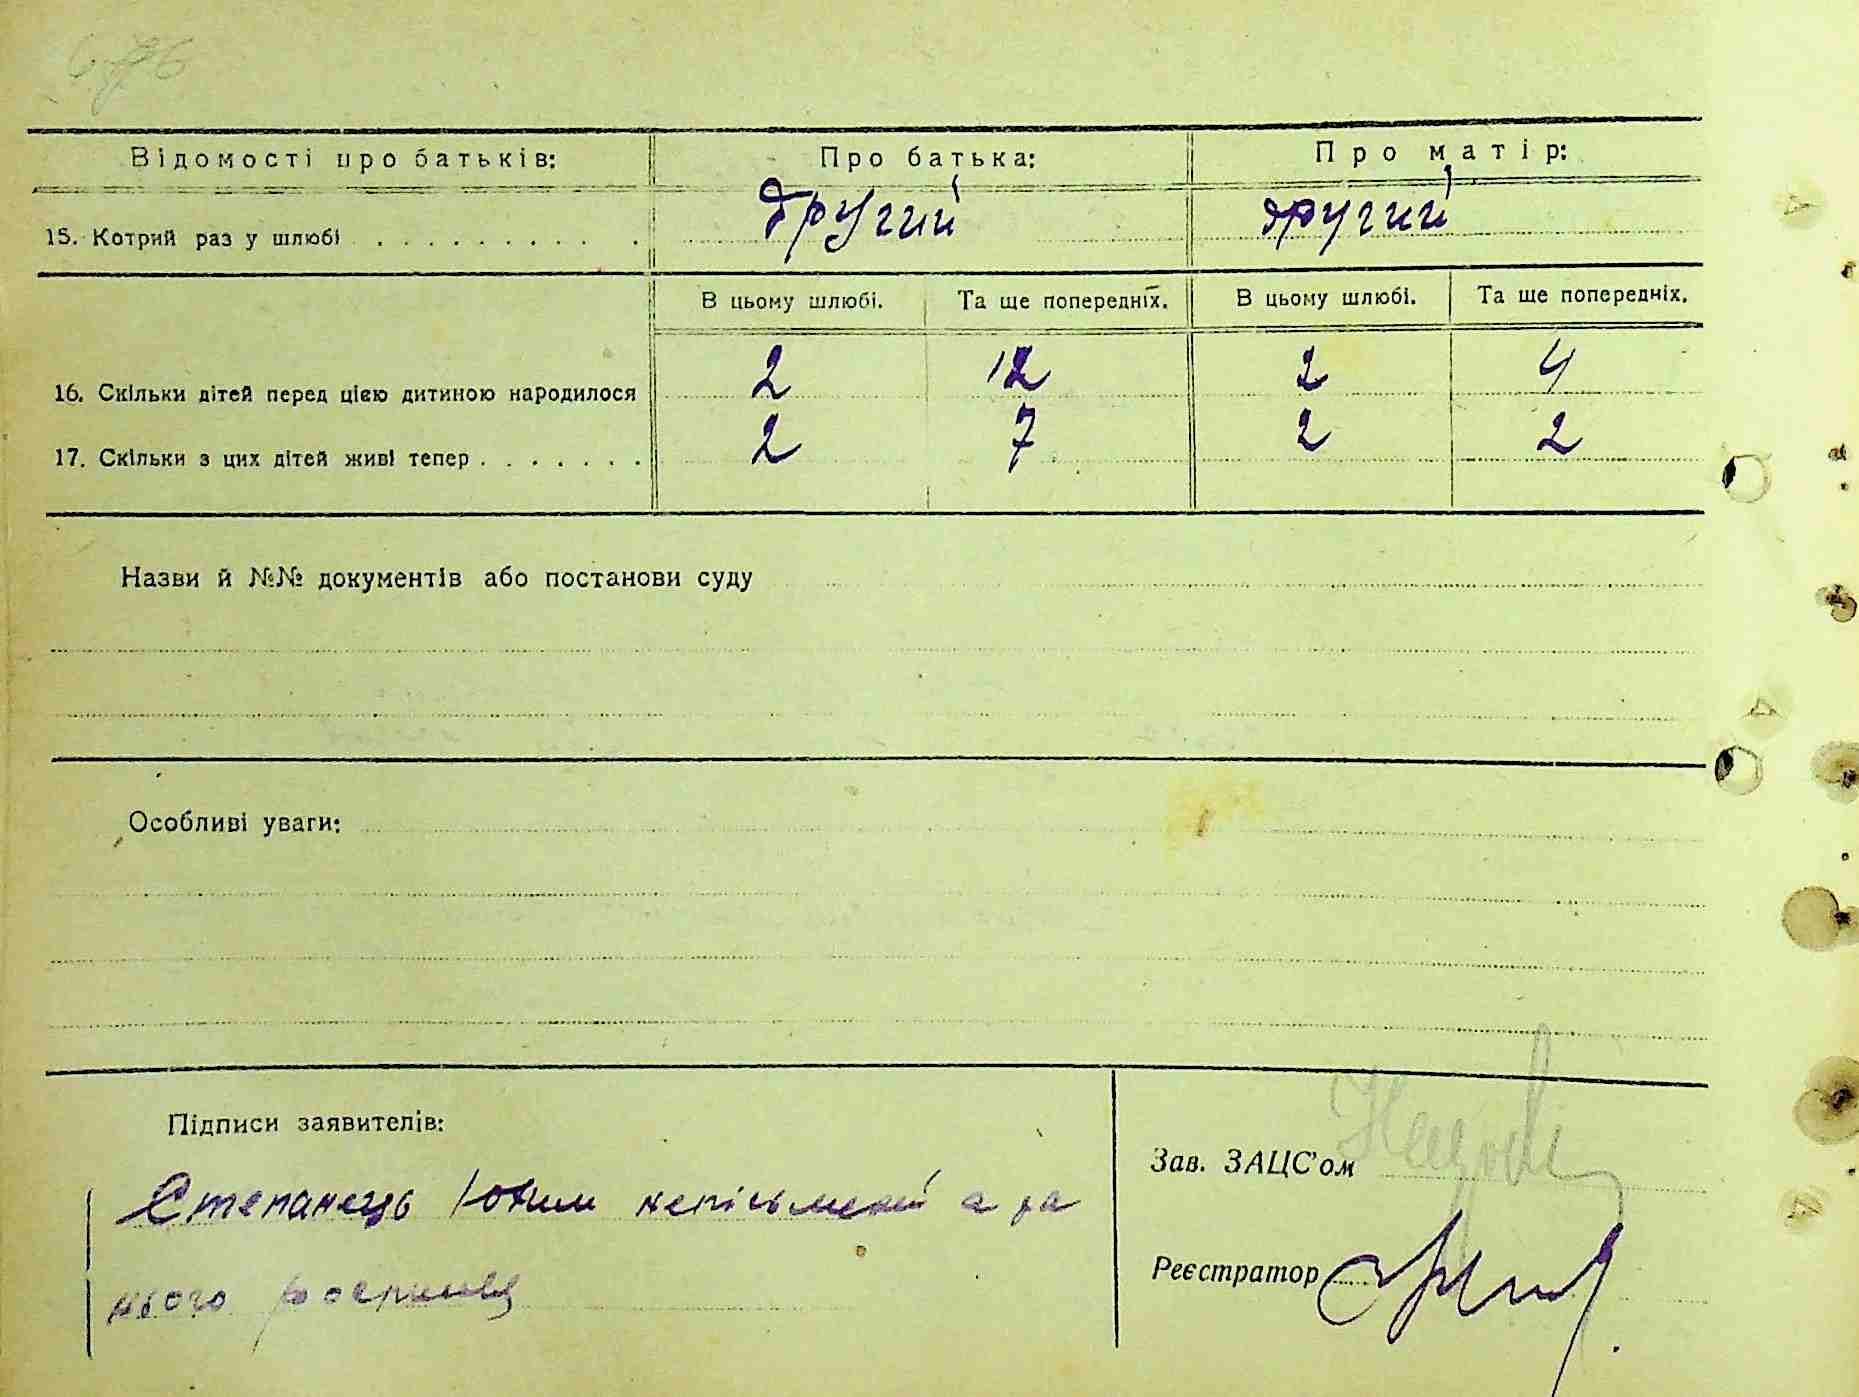 Відомості про батьків: Про батька: Про матір:
15. Котрий раз у шлюбі . . . . . . . . . . . другий другий
В цьому шлюбі. Та ще попередніх. В цьому шлюбі. Та ще попередніх.
16. Скільки дітей перед цією дитиною народилося 2 12 2 4
17. Скільки з цих дітей живі тепер . . . . . . . 2 7 2 2
Назви й №№ документів або постанови суду
Особливі уваги:
Підписи заявителів:
Зав. ЗАЦС'ом
Степанець Юхим неписьмений а за
Реєстратор
нього